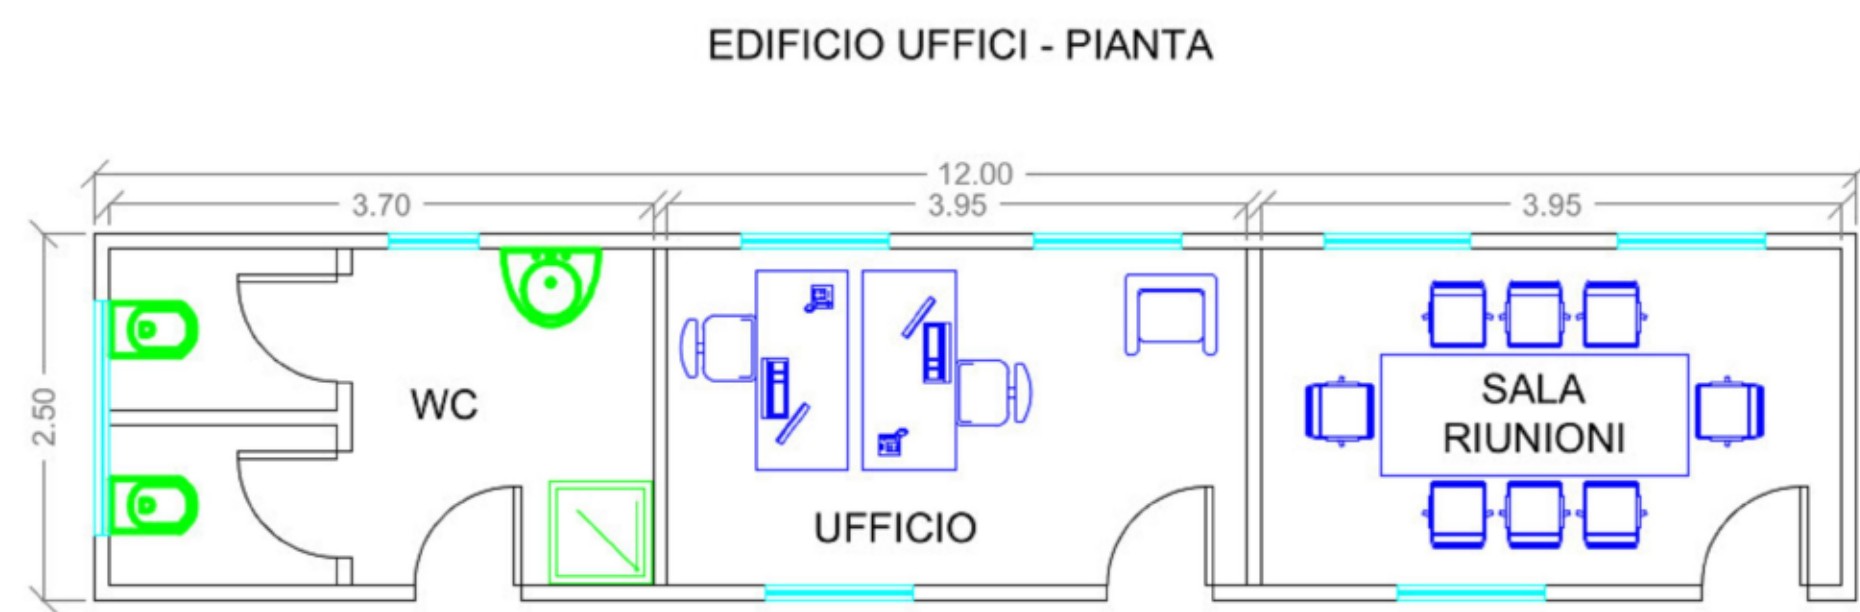 EDIFICIO UFFICI - PIANTA
12.00
3.70
3.95
3.95
2.50
WC
UFFICIO
SALA
RIUNIONI